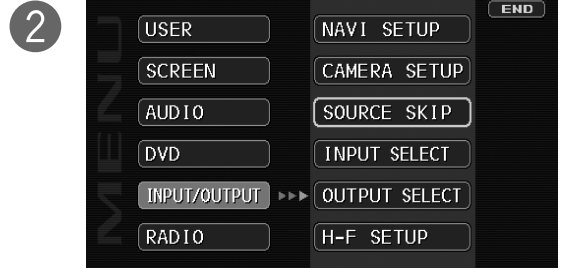 2
END
MENU
USER
SCREEN
AUDIO
DVD
INPUT/OUTPUT
RADIO
NAVI SETUP
CAMERA SETUP
SOURCE SKIP
INPUT SELECT
OUTPUT SELECT
H-F SETUP